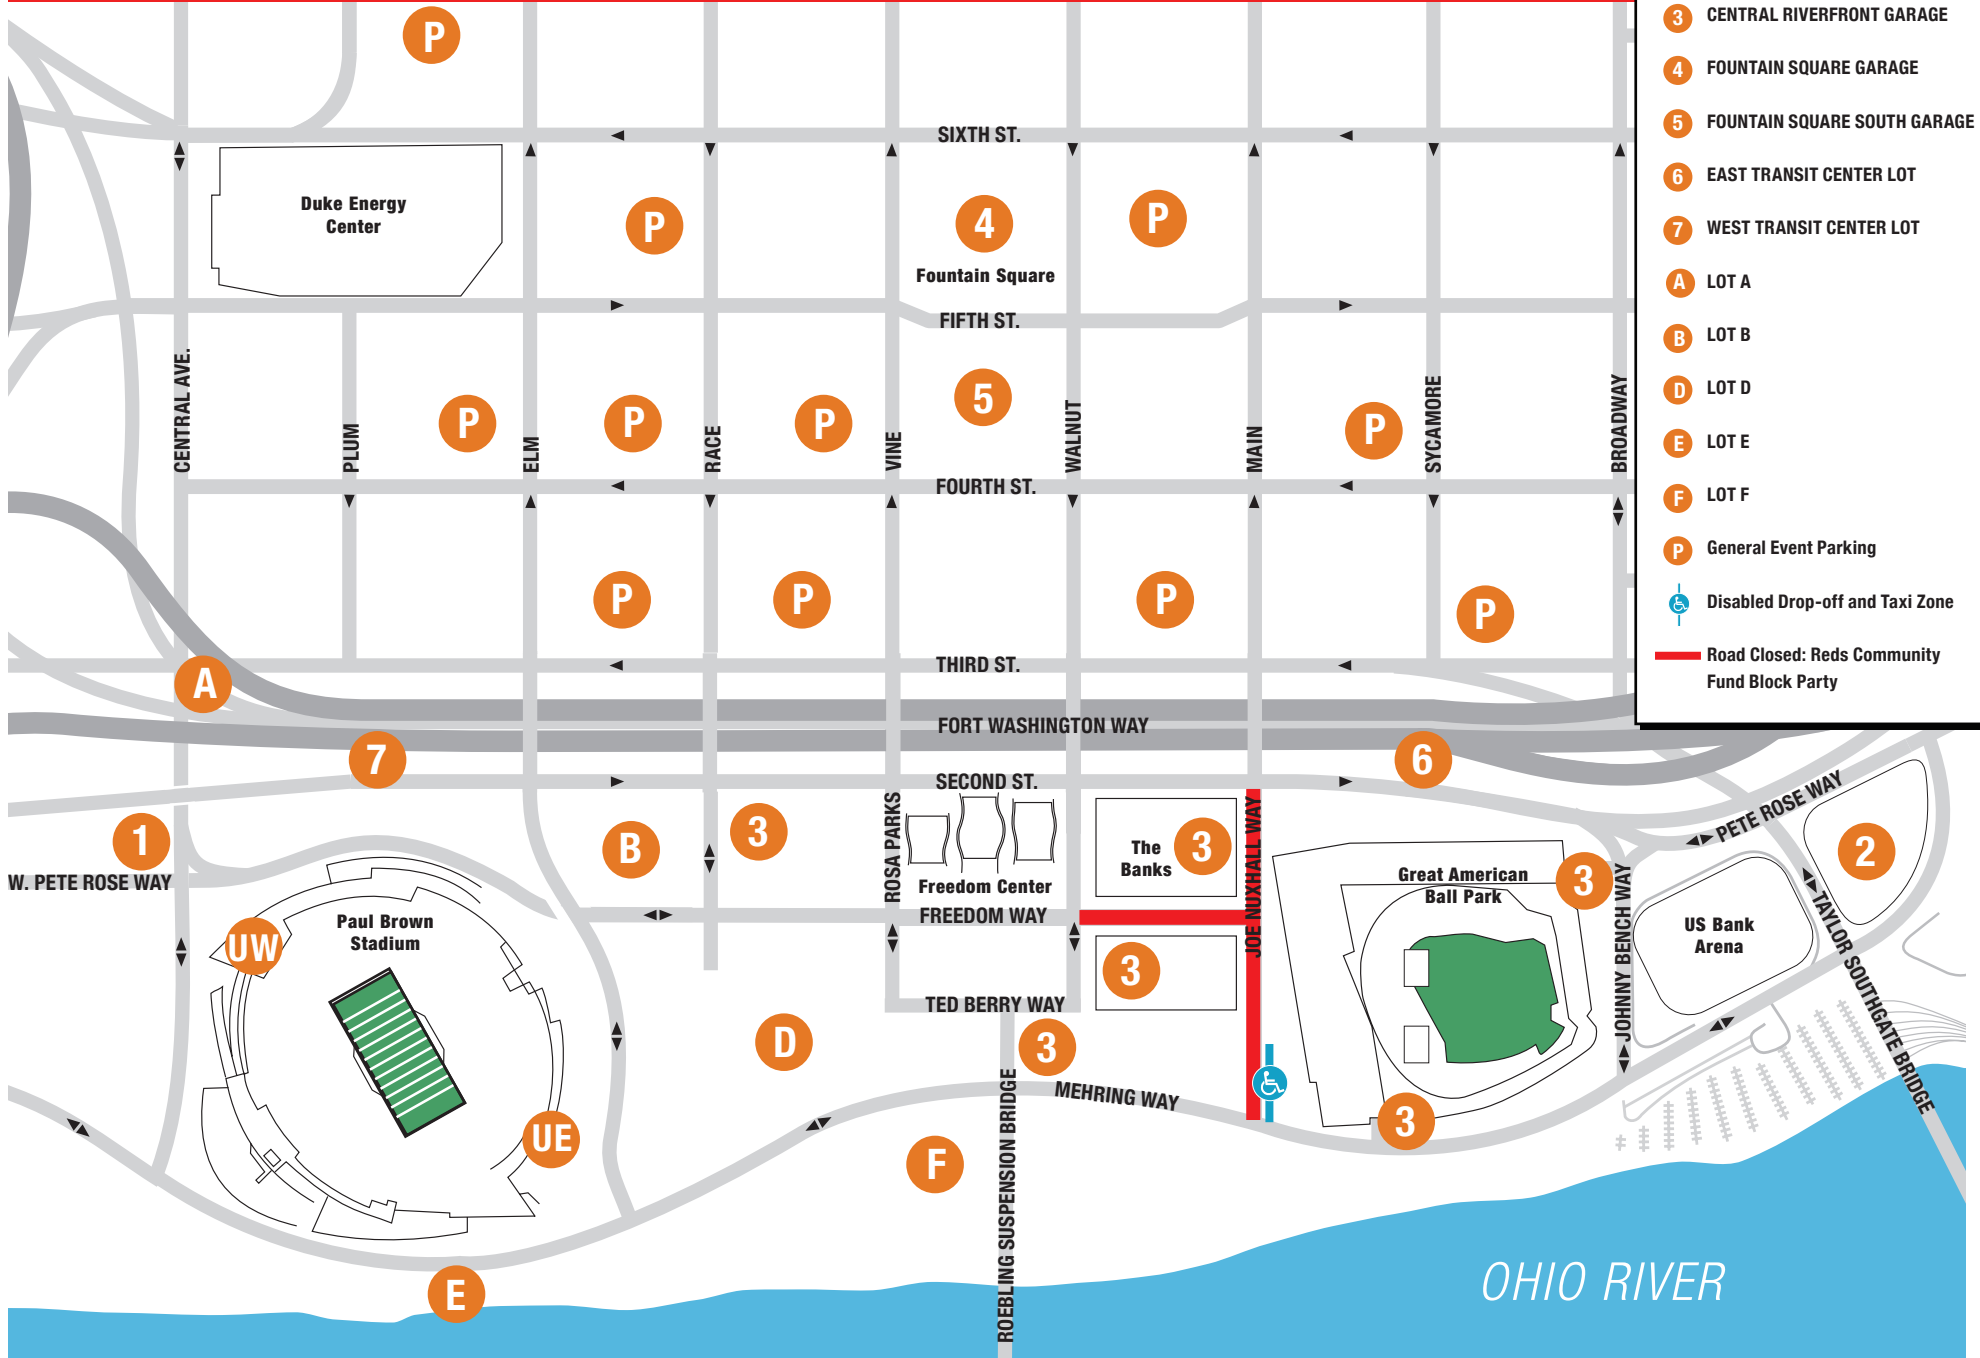 P
3 CENTRAL RIVERFRONT GARAGE
4 FOUNTAIN SQUARE GARAGE
5 FOUNTAIN SQUARE SOUTH GARAGE
6 EAST TRANSIT CENTER LOT
7 WEST TRANSIT CENTER LOT
A LOT A
B LOT B
D LOT D
E LOT E
F LOT F
P General Event Parking
Disabled Drop-off and Taxi Zone
Road Closed: Reds Community
Fund Block Party
SIXTH ST.
Duke Energy
Center
P
4
P
Fountain Square
FIFTH ST.
CENTRAL AVE.
PLUM
P
ELM
P
RACE
P
VINE
5
WALNUT
MAIN
P
SYCAMORE
BROADWAY
FOURTH ST.
P
P
P
P
THIRD ST.
A
FORT WASHINGTON WAY
7
6
SECOND ST.
1
W. PETE ROSE WAY
B
3
ROSA PARKS
Freedom Center
The
Banks
3
JOE NUXHALL WAY
Great American
Ball Park
3
JOHNNY BENCH WAY
PETE ROSE WAY
2
TAYLOR SOUTHGATE BRIDGE
US Bank
Arena
FREEDOM WAY
Paul Brown
Stadium
UW
3
TED BERRY WAY
D
3
MEHRING WAY
3
UE
F
ROEBLING SUSPENSION BRIDGE
E
OHIO RIVER